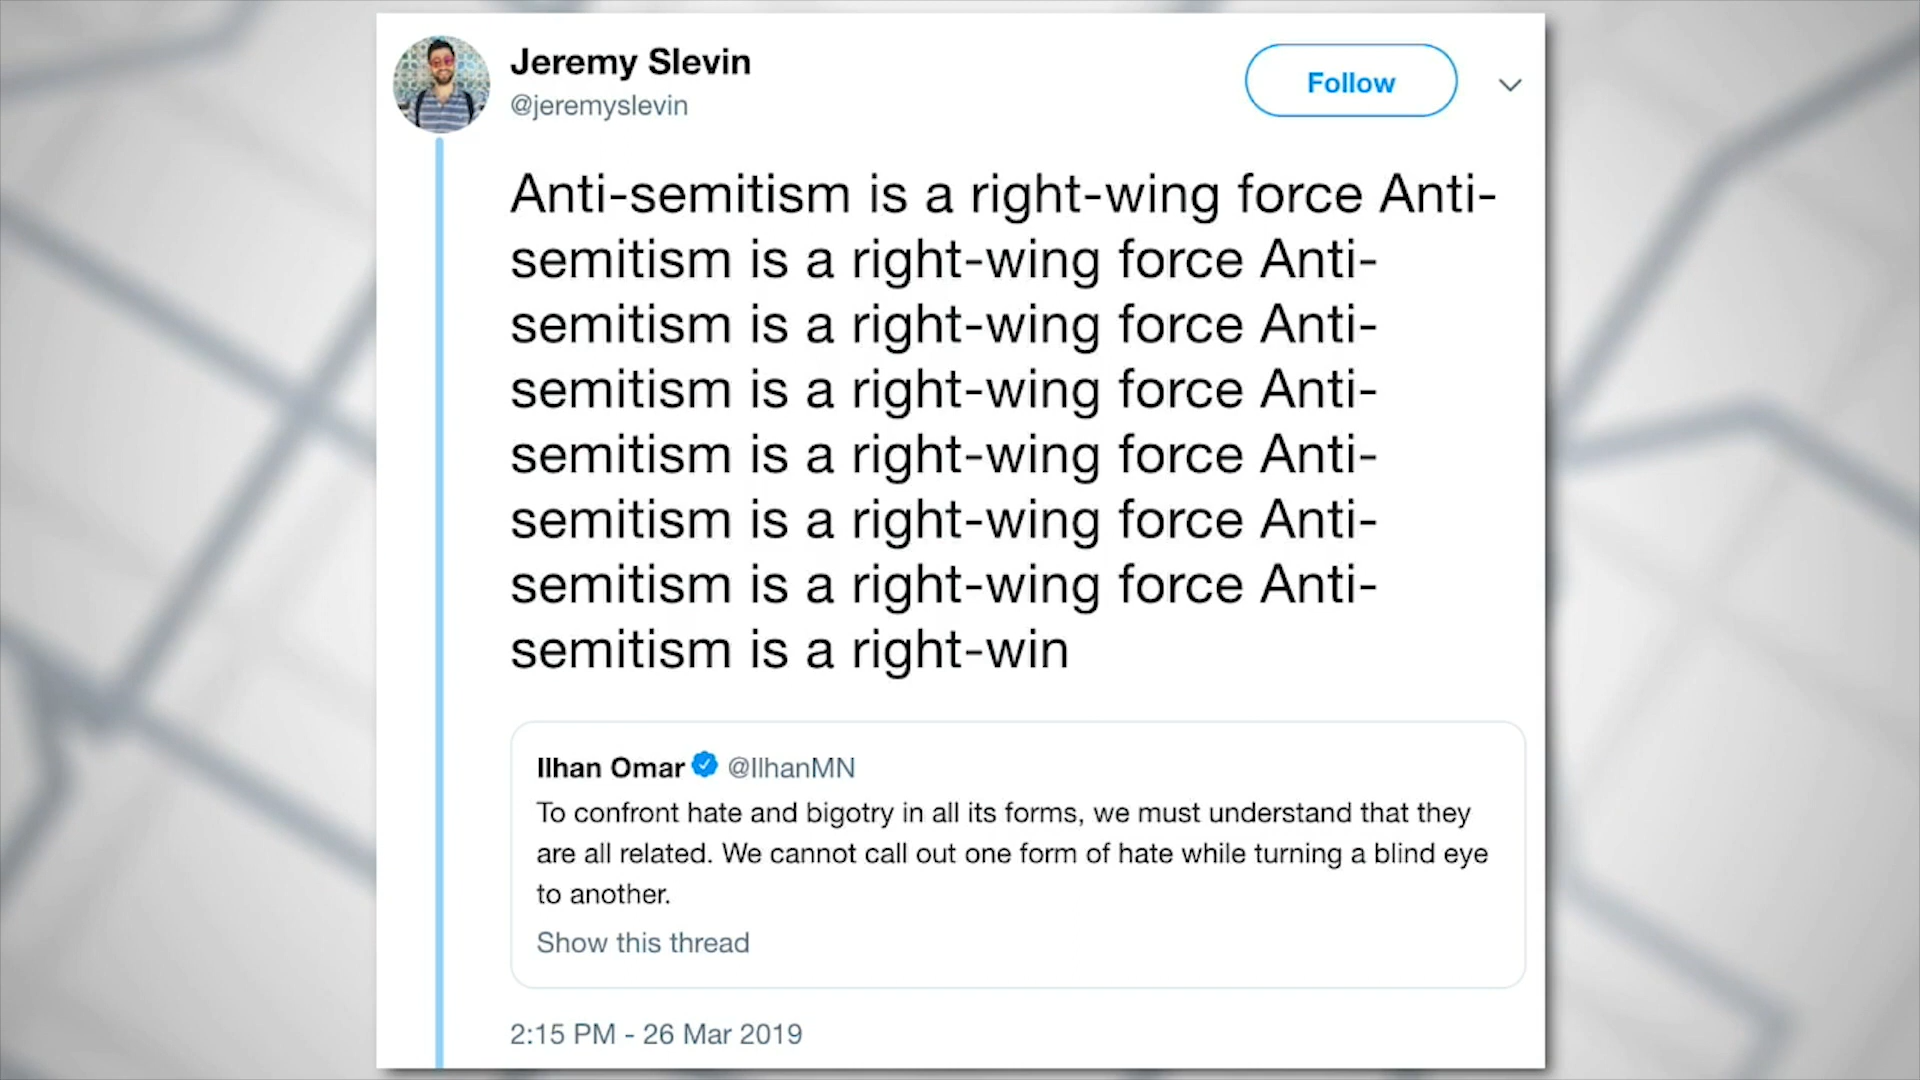 Jeremy Slevin
@jeremyslevin
Follow
Anti-semitism is a right-wing force Anti-
semitism is a right-wing force Anti-
semitism is a right-wing force Anti-
semitism is a right-wing force Anti-
semitism is a right-wing force Anti-
semitism is a right-wing force Anti-
semitism is a right-wing force Anti-
semitism is a right-win
Ilhan Omar @IlhanMN
To confront hate and bigotry in all its forms, we must understand that they
are all related. We cannot call out one form of hate while turning a blind eye
to another.
Show this thread
2:15 PM - 26 Mar 2019